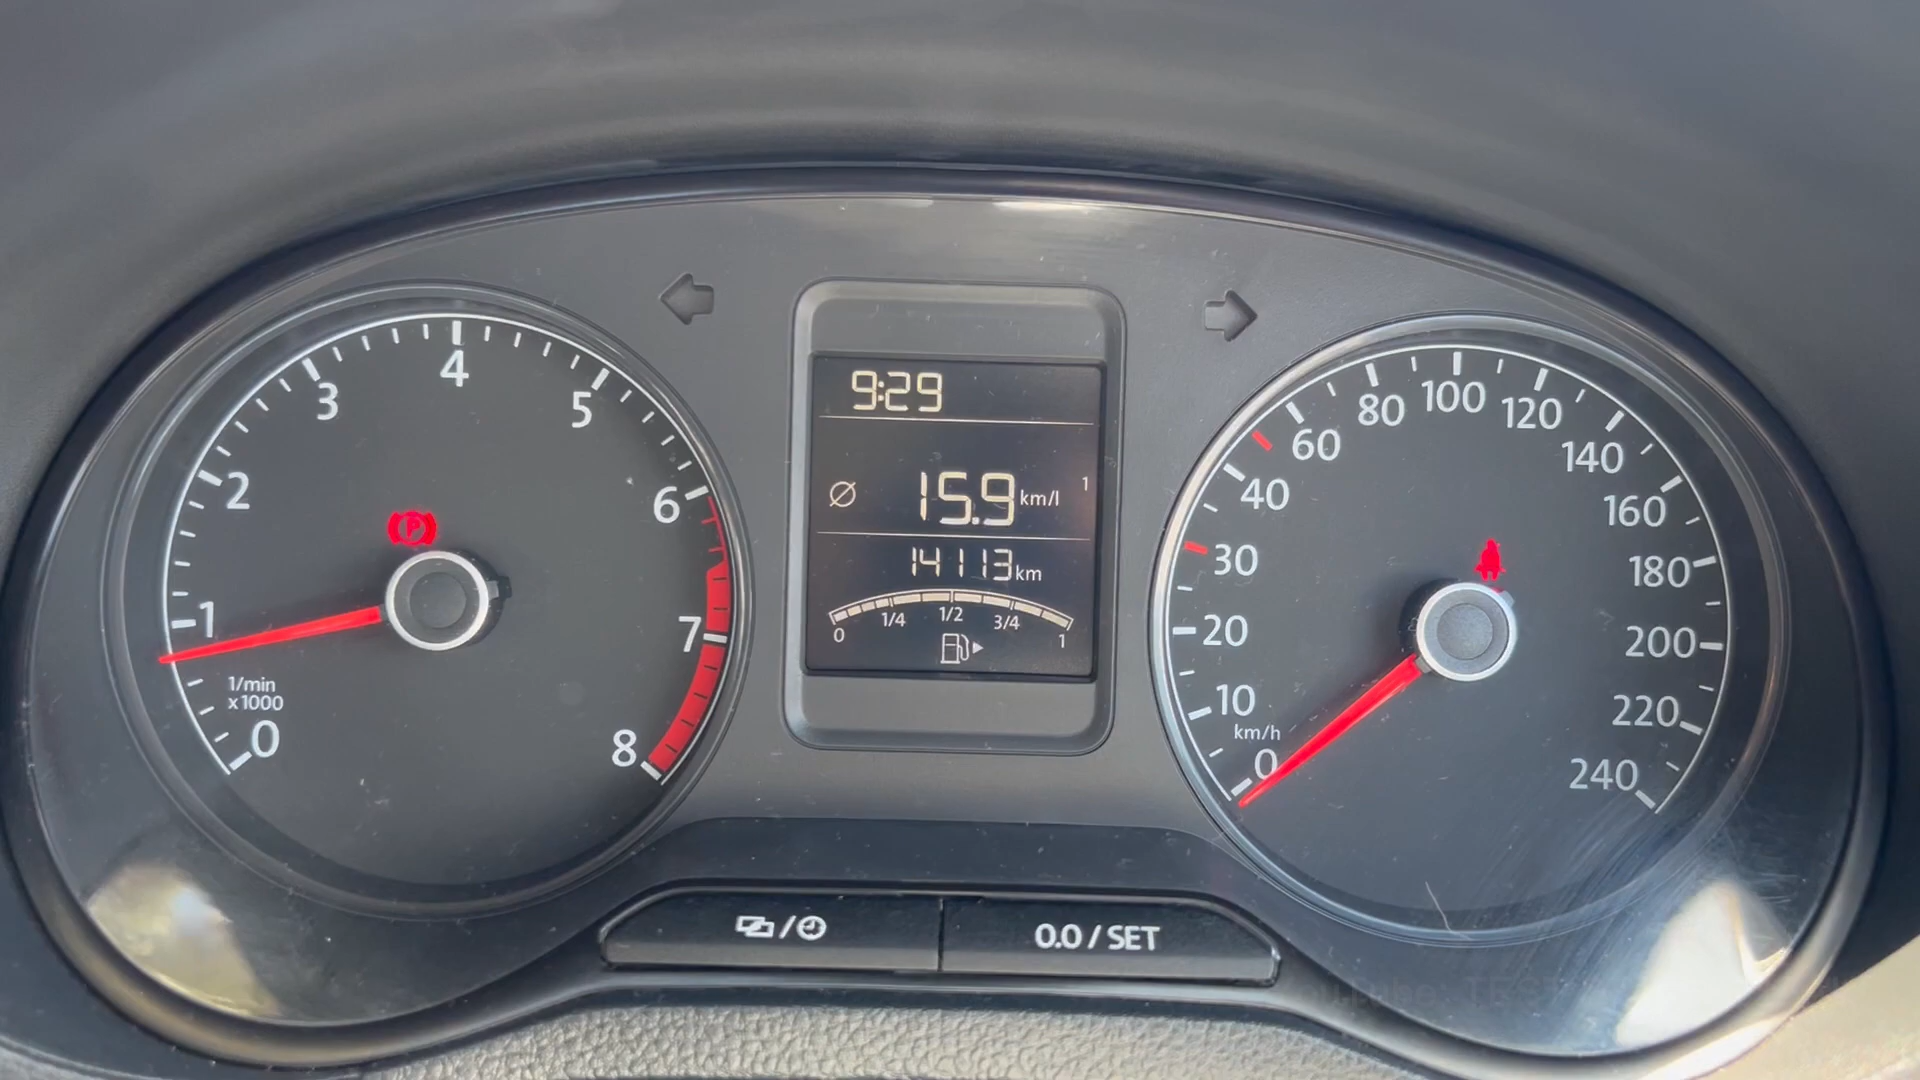 9:29
15.9 km/l 1
14113 km
0 1/4 1/2 3/4 1
0 1 2 3 4 5 6 7 8
1/min
x1000
0 10 20 30 40 60 80 100 120 140 160 180 200 220 240
km/h
0.0 / SET